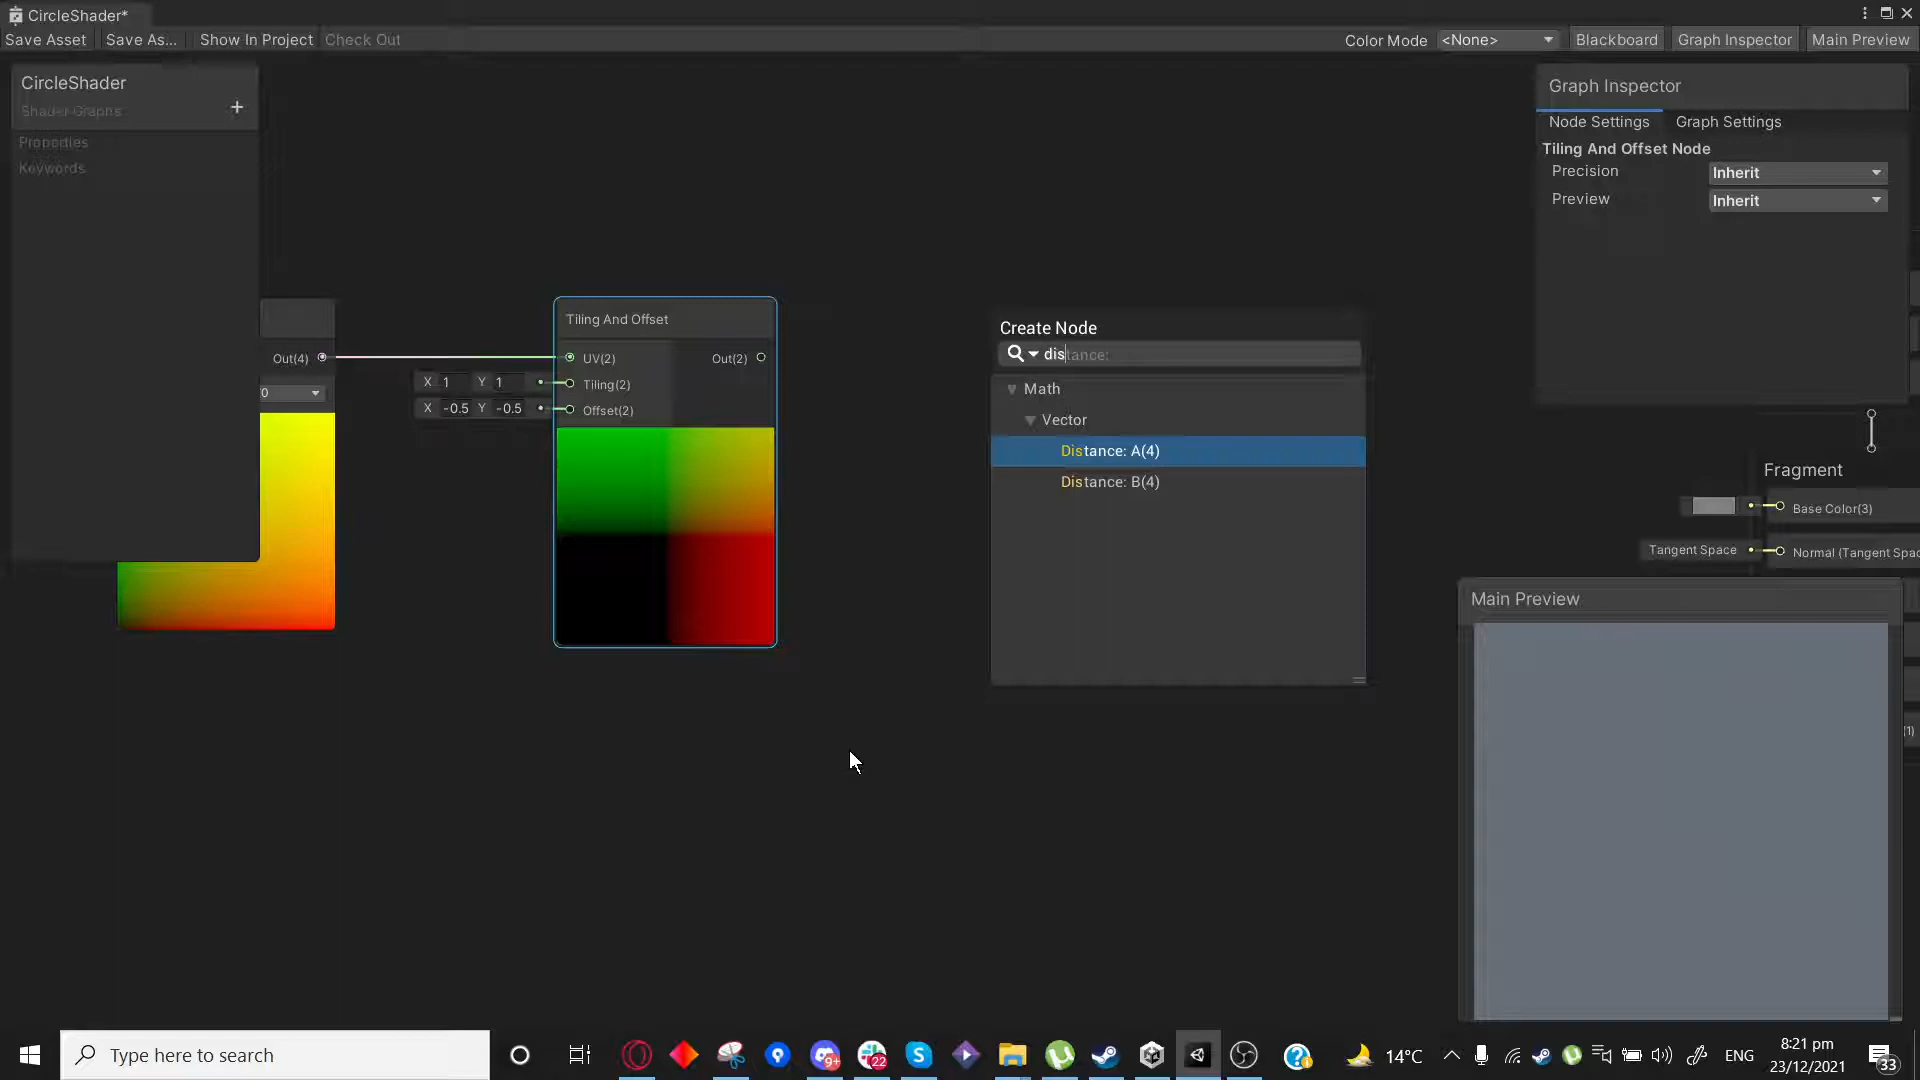 CircleShader*
Save Asset
Save As...
Show In Project
Check Out
Color Mode
<None>
Blackboard
Graph Inspector
Main Preview
CircleShader
Shader Graphs
+
Properties
Keywords
Out(4)
0
Tiling And Offset
UV(2)
Out(2)
X 1 Y 1
Tiling(2)
X -0.5 Y -0.5
Offset(2)
Create Node
distance:
Math
Vector
Distance: A(4)
Distance: B(4)
Graph Inspector
Node Settings
Graph Settings
Tiling And Offset Node
Precision
Inherit
Preview
Inherit
Fragment
Base Color(3)
Tangent Space
Normal (Tangent Spac
(1)
Main Preview
Type here to search
9+
22
14°C
ENG
8:21 pm
23/12/2021
33